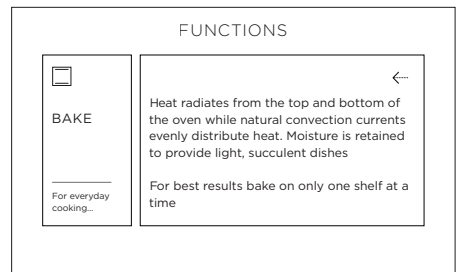 FUNCTIONS
BAKE
For everyday
cooking...
Heat radiates from the top and bottom of
the oven while natural convection currents
evenly distribute heat. Moisture is retained
to provide light, succulent dishes
For best results bake on only one shelf at a
time